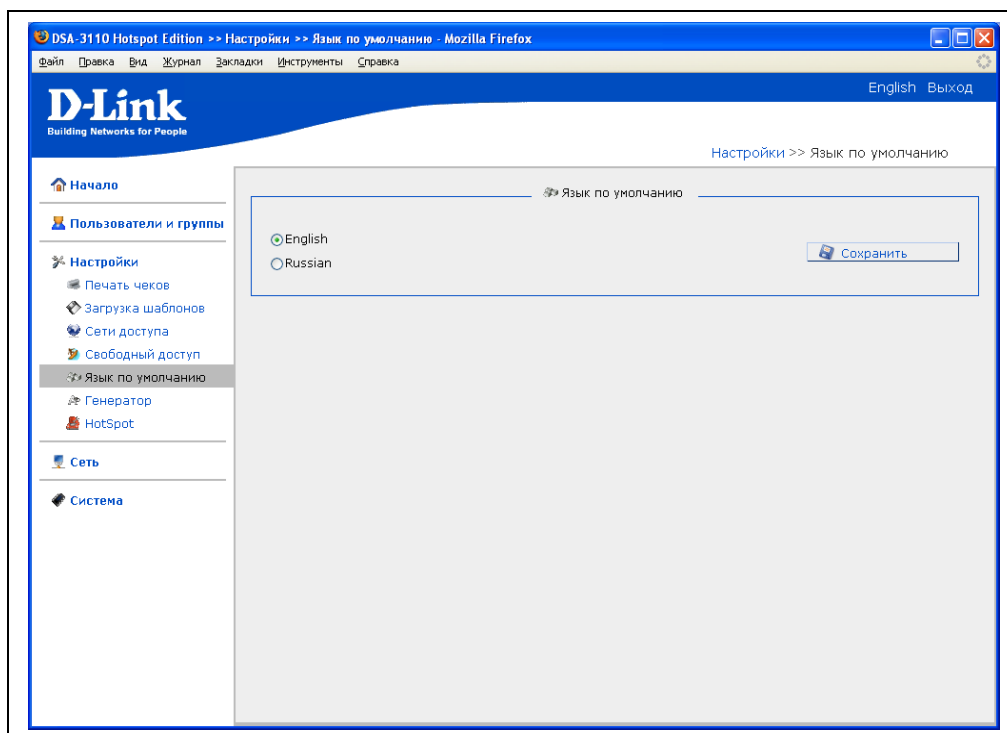 DSA-3110 Hotspot Edition >> Настройки >> Язык по умолчанию - Mozilla Firefox
Файл Правка Вид Журнал Закладки Инструменты Справка
English Выход
D-Link
Building Networks for People
Настройки >> Язык по умолчанию
Начало
Пользователи и группы
Настройки
Печать чеков
Загрузка шаблонов
Сети доступа
Свободный доступ
Язык по умолчанию
Генератор
HotSpot
Сеть
Система
Язык по умолчанию
English
Russian
Сохранить